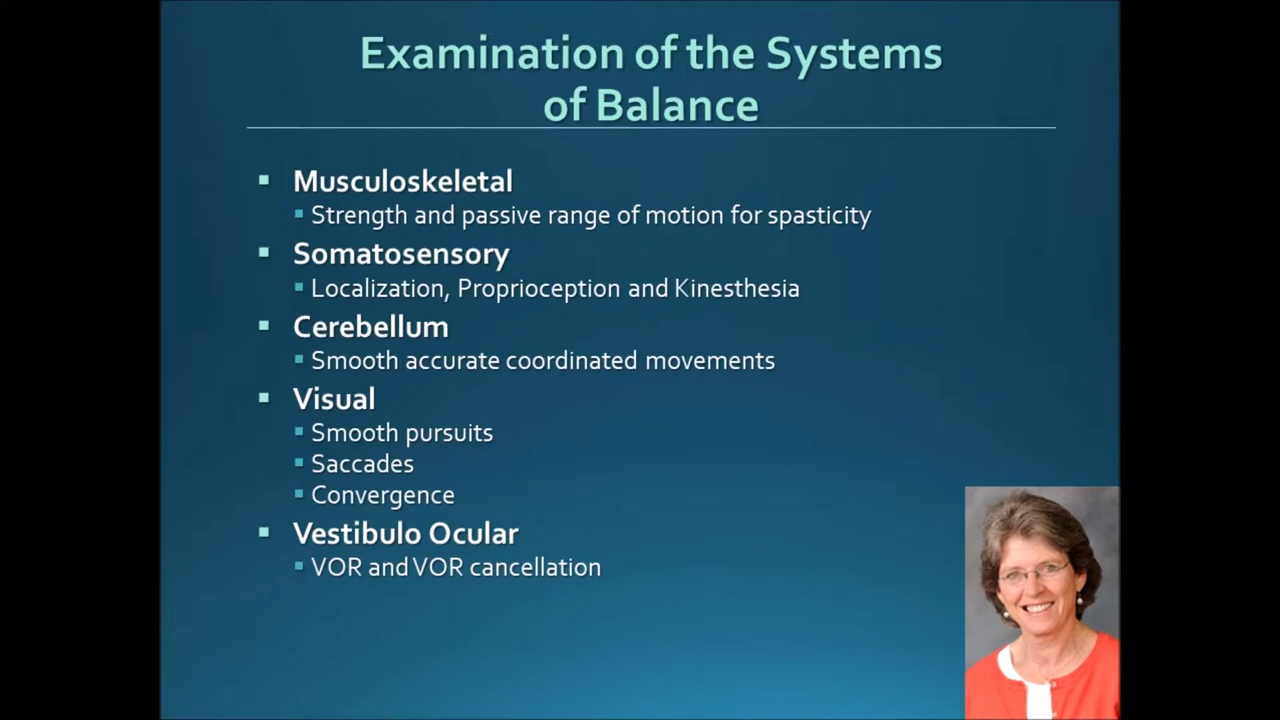 Examination of the Systems
of Balance
Musculoskeletal
Strength and passive range of motion for spasticity
Somatosensory
Localization, Proprioception and Kinesthesia
Cerebellum
Smooth accurate coordinated movements
Visual
Smooth pursuits
Saccades
Convergence
Vestibulo Ocular
VOR and VOR cancellation